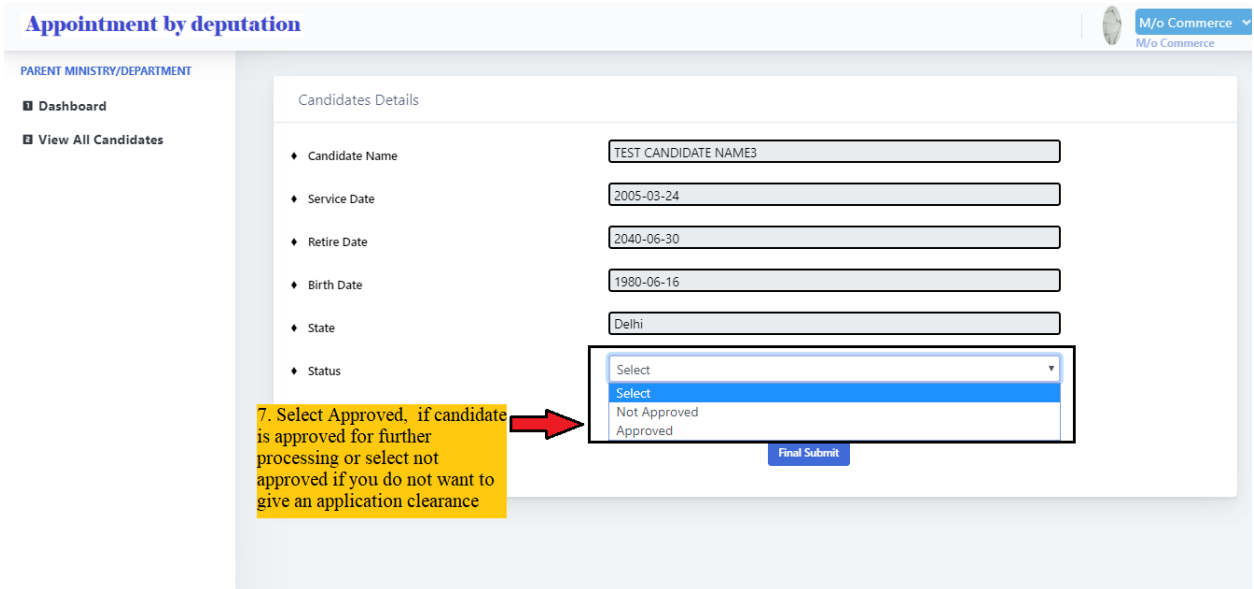 Appointment by deputation
M/o Commerce
M/o Commerce
PARENT MINISTRY/DEPARTMENT
1 Dashboard
2 View All Candidates
Candidates Details
Candidate Name
TEST CANDIDATE NAME3
Service Date
2005-03-24
Retire Date
2040-06-30
Birth Date
1980-06-16
State
Delhi
Status
Select
Select
Not Approved
Approved
7. Select Approved, if candidate
is approved for further
processing or select not
approved if you do not want to
give an application clearance
Final Submit